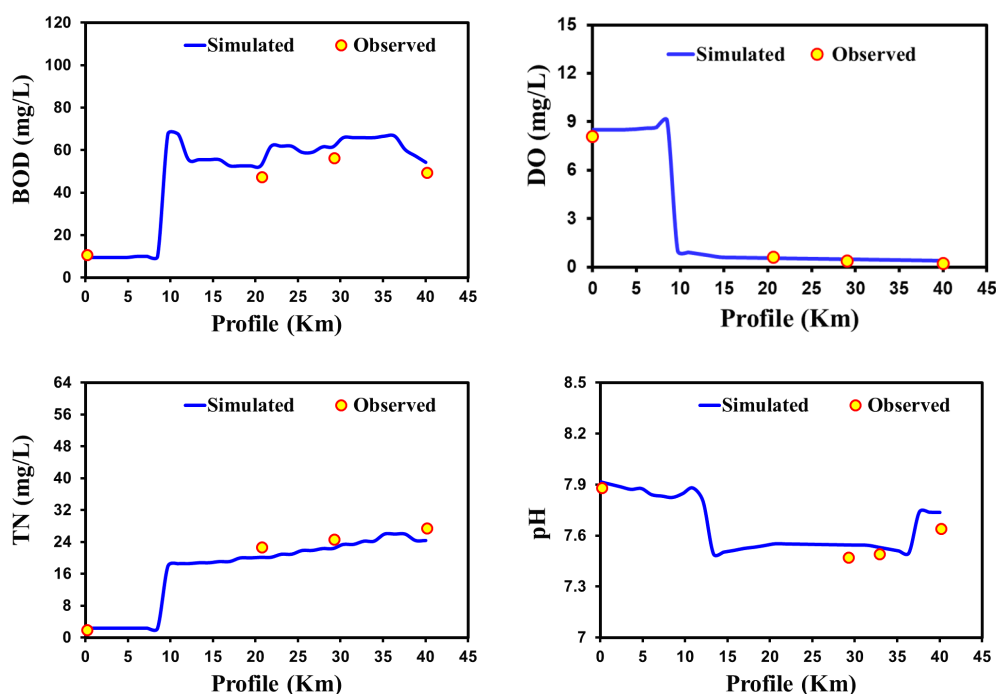 120
100
80
60
40
20
0
BOD (mg/L)
Simulated Observed
0 5 10 15 20 25 30 35 40 45
Profile (Km)
15
12
9
6
3
0
DO (mg/L)
Simulated Observed
0 5 10 15 20 25 30 35 40 45
Profile (Km)
64
56
48
40
32
24
16
8
0
TN (mg/L)
Simulated Observed
0 5 10 15 20 25 30 35 40 45
Profile (Km)
8.5
8.2
7.9
7.6
7.3
7
pH
Simulated Observed
0 5 10 15 20 25 30 35 40 45
Profile (Km)